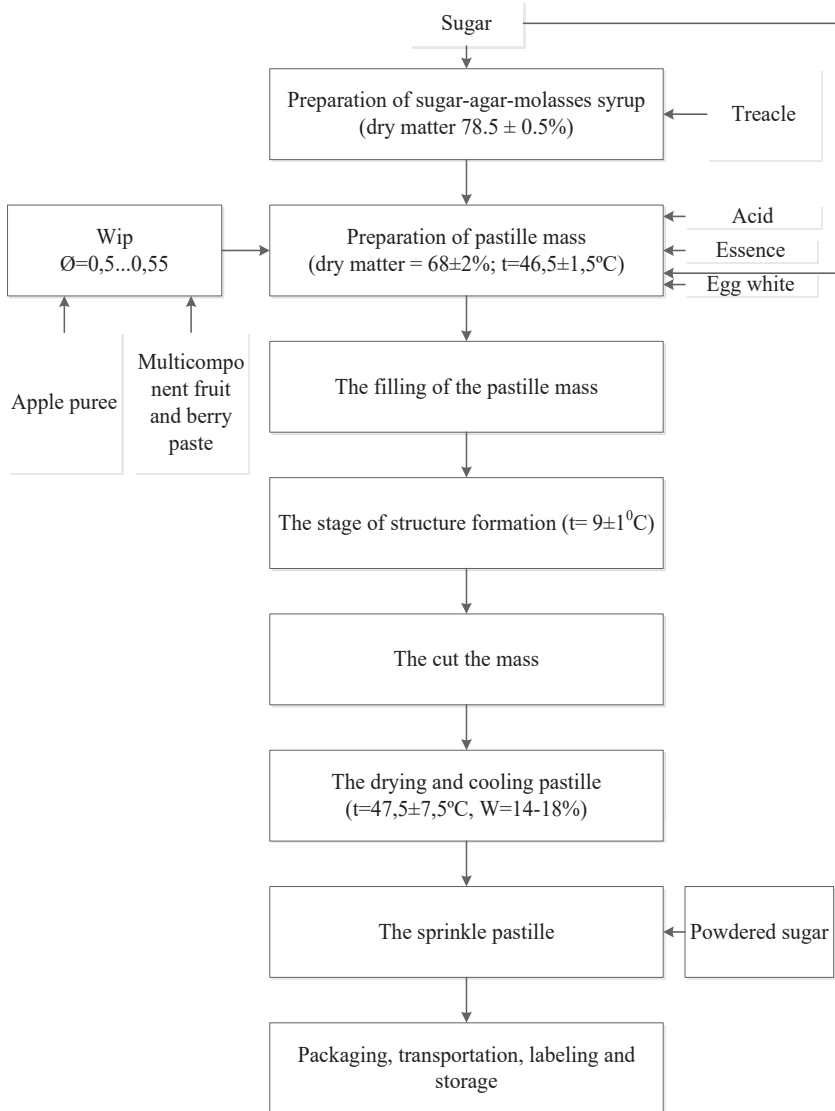 Sugar
Preparation of sugar-agar-molasses syrup
(dry matter 78.5 ± 0.5%)
Treacle
Wip
Ø=0,5...0,55
Preparation of pastille mass
(dry matter = 68±2%; t=46,5±1,5ºC)
Acid
Essence
Egg white
Apple puree
Multicompo
nent fruit
and berry
paste
The filling of the pastille mass
The stage of structure formation (t= 9±1⁰C)
The cut the mass
The drying and cooling pastille
(t=47,5±7,5ºC, W=14-18%)
The sprinkle pastille
Powdered sugar
Packaging, transportation, labeling and
storage